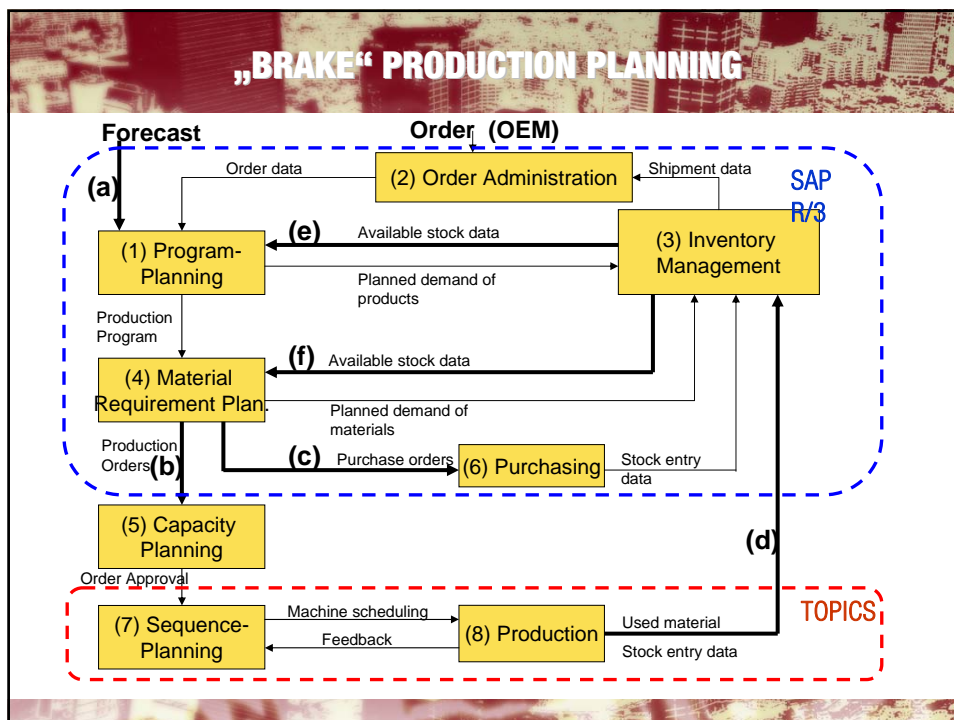 „BRAKE“ PRODUCTION PLANNING
Forecast
Order (OEM)
(a)
Order data
(2) Order Administration
Shipment data
SAP
R/3
(1) Program-
Planning
(e)
Available stock data
(3) Inventory
Management
Planned demand of
products
Production
Program
(f)
Available stock data
(4) Material
Requirement Plan.
Planned demand of
materials
Production
Orders
(b)
(c)
Purchase orders
(6) Purchasing
Stock entry
data
(5) Capacity
Planning
(d)
Order Approval
(7) Sequence-
Planning
Machine scheduling
Feedback
(8) Production
Used material
Stock entry data
TOPICS